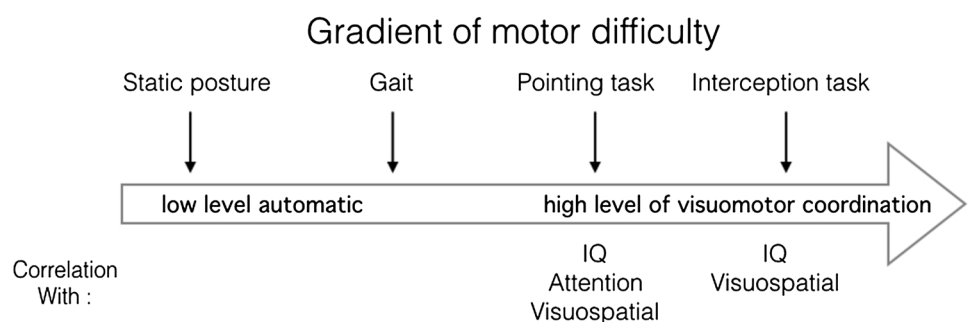 Gradient of motor difficulty
Static posture Gait Pointing task Interception task
low level automatic high level of visuomotor coordination
Correlation
With :
IQ
Attention
Visuospatial
IQ
Visuospatial